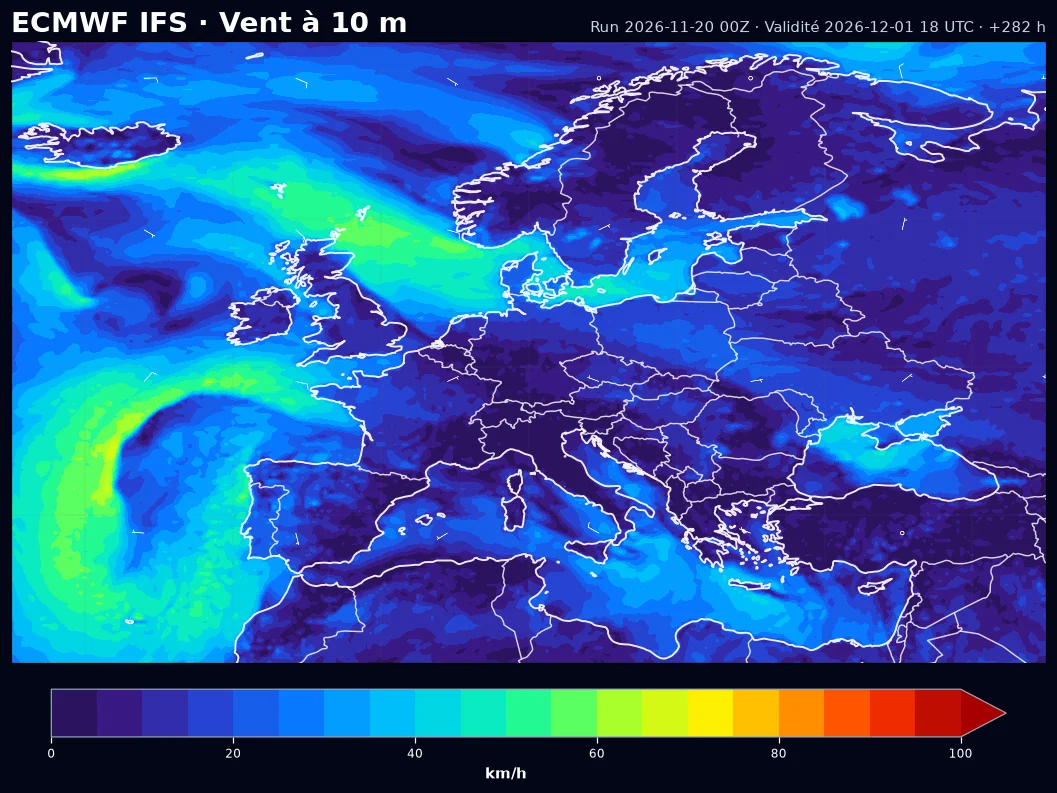 ECMWF IFS · Vent à 10 m
Run 2026-11-20 00Z · Validité 2026-12-01 18 UTC · +282 h
0 20 40 60 80 100
km/h